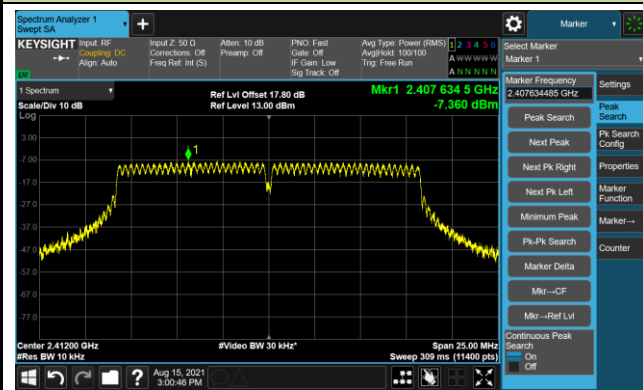 Spectrum Analyzer 1
Swept SA
+
Marker
KEYSIGHT
Input: RF
Coupling: DC
Align: Auto
Input Z: 50 Ω
Corrections: Off
Freq Ref: Int (S)
Atten: 10 dB
Preamp: Off
PNO: Fast
Gate: Off
IF Gain: Low
Sig Track: Off
Avg Type: Power (RMS)
Avg|Hold: 100/100
Trig: Free Run
1 2 3 4 5 6
A W W W W W
A N N N N N
Select Marker
Marker 1
1 Spectrum
Scale/Div 10 dB
Log
Ref Lvl Offset 17.80 dB
Ref Level 13.00 dBm
Mkr1 2.407 634 5 GHz
-7.360 dBm
3.00
-7.00
-17.0
-27.0
-37.0
-47.0
-57.0
-67.0
-77.0
1
Center 2.41200 GHz
#Res BW 10 kHz
#Video BW 30 kHz*
Span 25.00 MHz
Sweep 309 ms (11400 pts)
Marker Frequency
2.407634485 GHz
Peak Search
Next Peak
Next Pk Right
Next Pk Left
Minimum Peak
Pk-Pk Search
Marker Delta
Mkr→CF
Mkr→Ref Lvl
Continuous Peak
Search
On
Off
Settings
Peak
Search
Pk Search
Config
Properties
Marker
Function
Marker→
Counter
?
Aug 15, 2021
3:00:46 PM